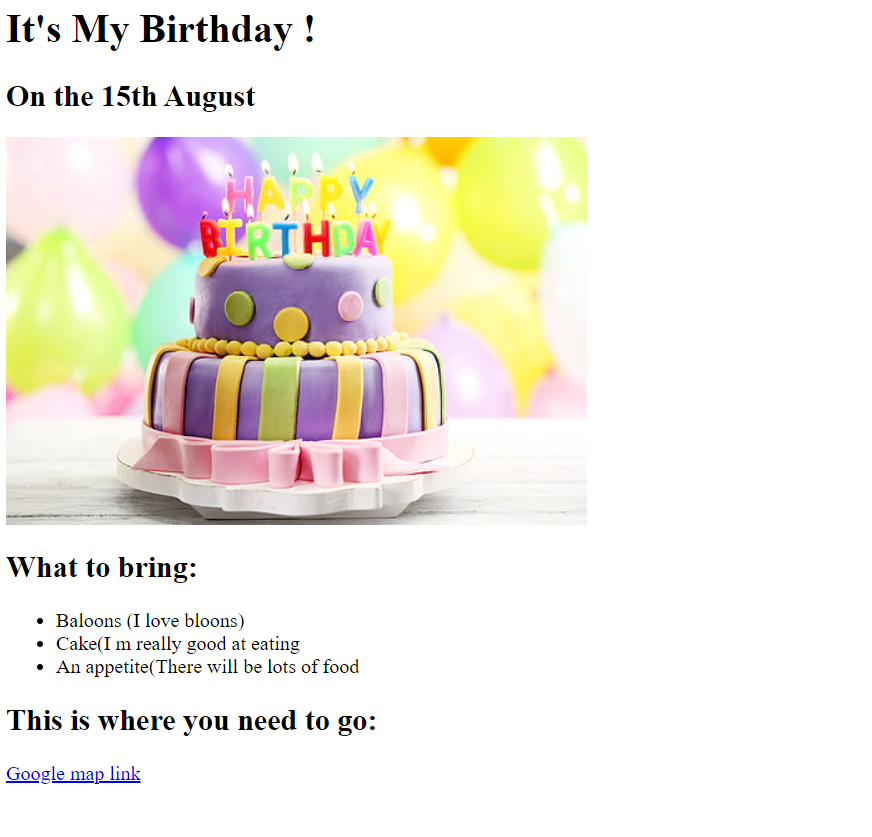 It's My Birthday !
On the 15th August
HAPPY
BIRTHDAY
What to bring:
Baloons (I love bloons)
Cake(I m really good at eating
An appetite(There will be lots of food
This is where you need to go:
Google map link